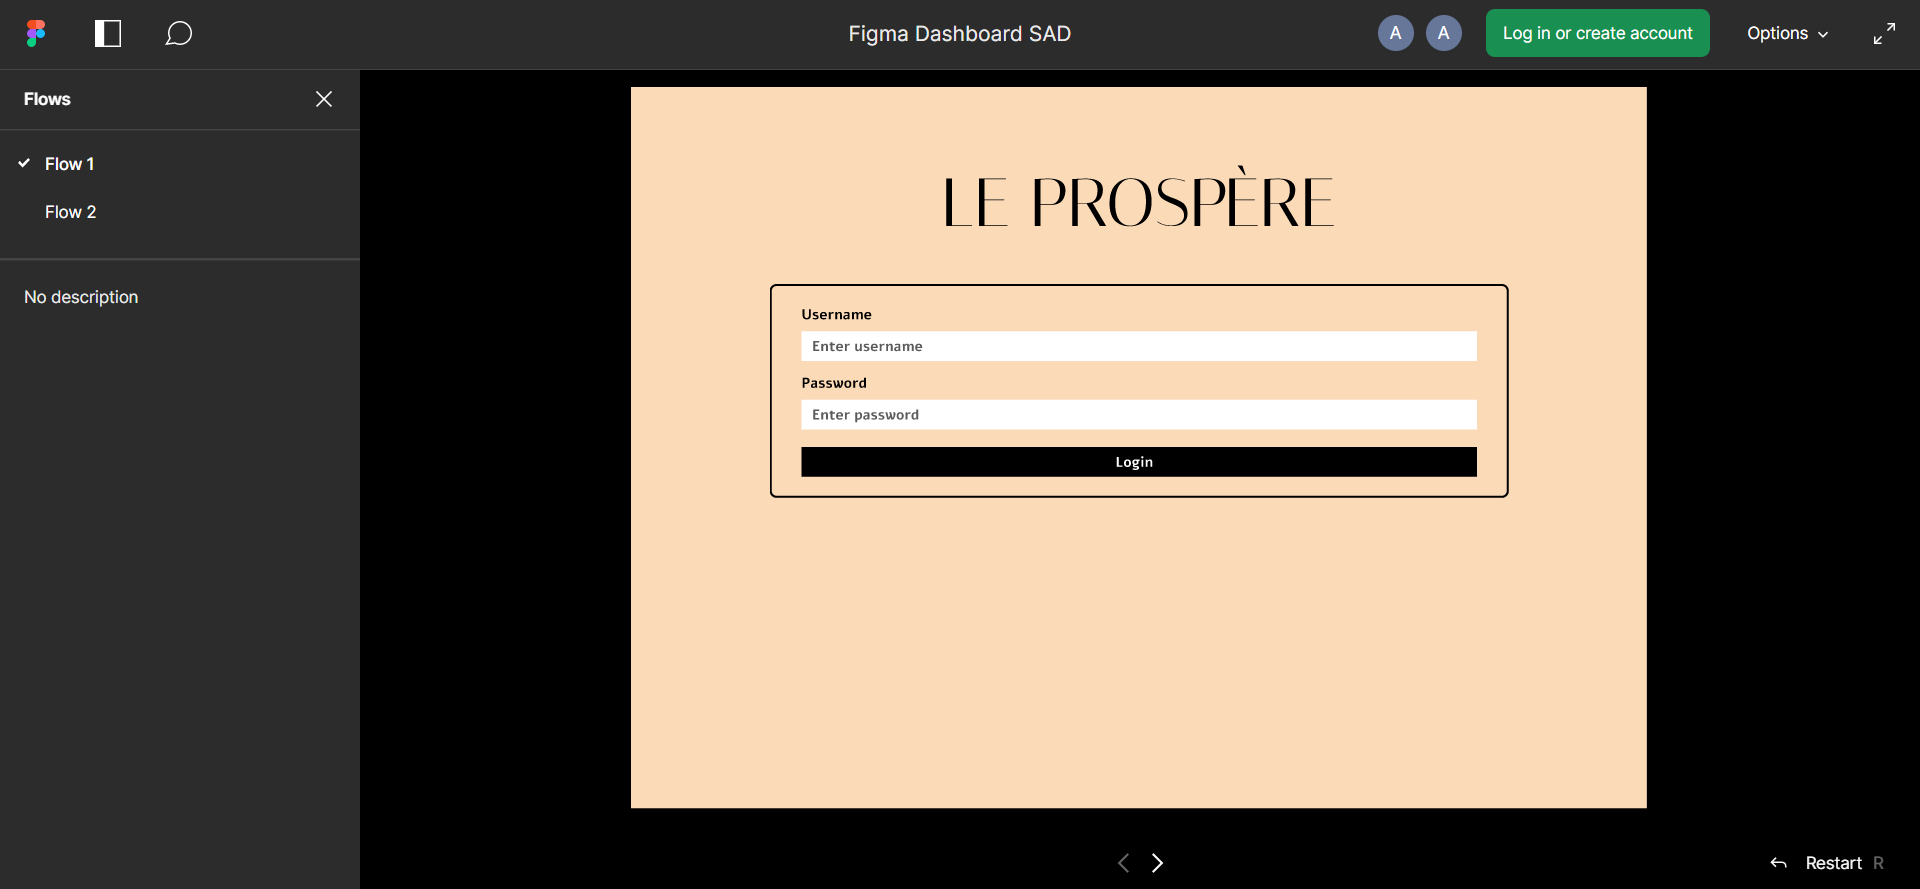 Figma Dashboard SAD
A
A
Log in or create account
Options
Flows
Flow 1
Flow 2
No description
LE PROSPÈRE
Username
Enter username
Password
Enter password
Login
Restart R